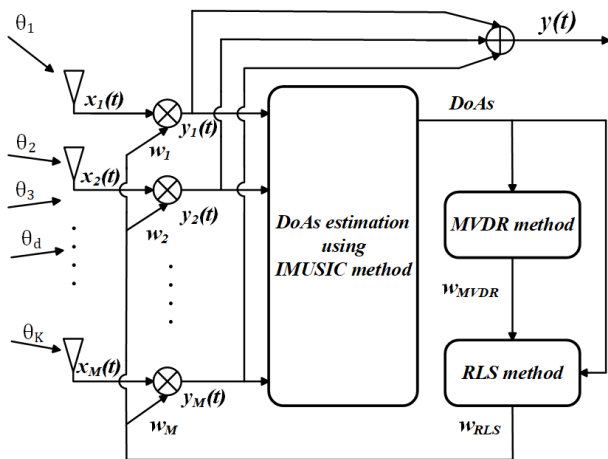 θ1
y(t)
x1(t)
y1(t)
DoAs
w1
θ2
x2(t)
y2(t)
θ3
w2
θd
DoAs estimation
using
IMUSIC method
MVDR method
wMVDR
θK
xM(t)
yM(t)
RLS method
wM
wRLS